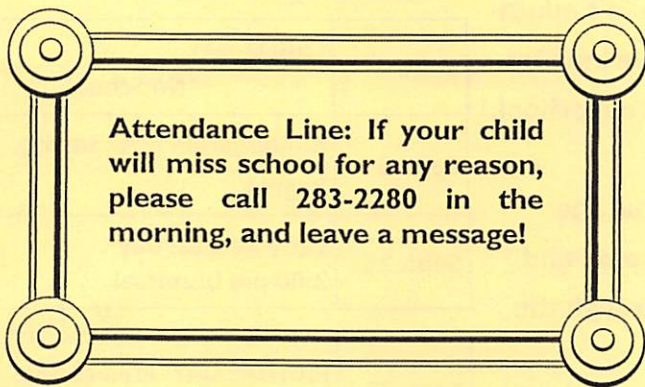 Attendance Line: If your child
will miss school for any reason,
please call 283-2280 in the
morning, and leave a message!